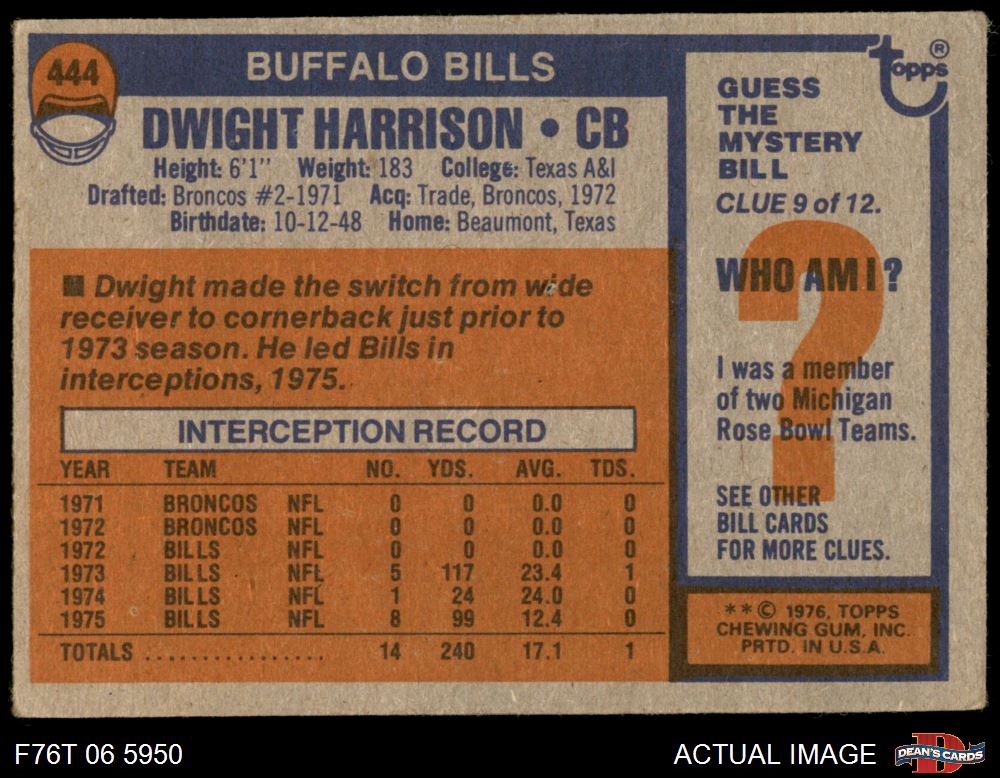 444
BUFFALO BILLS
DWIGHT HARRISON • CB
Height: 6'1" Weight: 183 College: Texas A&I
Drafted: Broncos #2-1971 Acq: Trade, Broncos, 1972
Birthdate: 10-12-48 Home: Beaumont, Texas
■ Dwight made the switch from wide
receiver to cornerback just prior to
1973 season. He led Bills in
interceptions, 1975.
INTERCEPTION RECORD
YEAR TEAM NO. YDS. AVG. TDS.
1971 BRONCOS NFL 0 0 0.0 0
1972 BRONCOS NFL 0 0 0.0 0
1972 BILLS NFL 0 0 0.0 0
1973 BILLS NFL 5 117 23.4 1
1974 BILLS NFL 1 24 24.0 0
1975 BILLS NFL 8 99 12.4 0
TOTALS ................ 14 240 17.1 1
topps ®
GUESS
THE
MYSTERY
BILL
CLUE 9 of 12.
?
WHO AM I?
I was a member
of two Michigan
Rose Bowl Teams.
SEE OTHER
BILL CARDS
FOR MORE CLUES.
**© 1976, TOPPS
CHEWING GUM, INC.
PRTD. IN U.S.A.
F76T 06 5950
ACTUAL IMAGE
D
DEAN'S CARDS